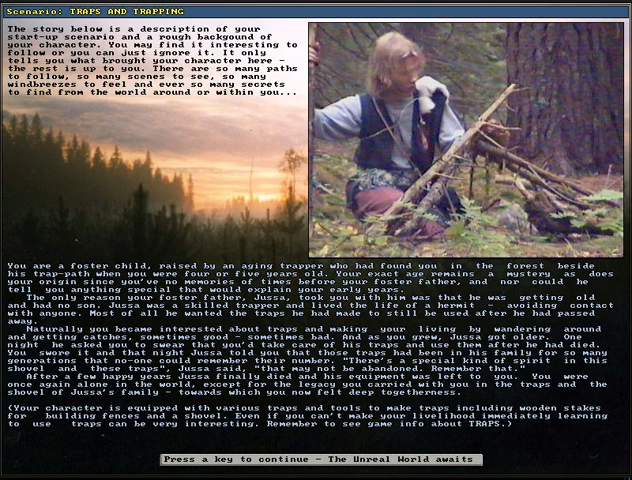 Scenario: TRAPS AND TRAPPING
The story below is a description of your
start-up scenario and a rough backgound of
your character. You may find it interesting to
follow or you can just ignore it. It only
tells you what brought your character here -
the rest is up to you. There are so many paths
to follow, so many scenes to see, so many
windbreezes to feel and ever so many secrets
to find from the world around or within you...
You are a foster child, raised by an aging trapper who had found you in the forest beside
his trap-path when you were four or five years old. Your exact age remains a mystery as does
your origin since you've no memories of times before your foster father, and nor could he
tell you anything special that would explain your early years.
The only reason your foster father, Jussa, took you with him was that he was getting old
and had no son. Jussa was a skilled trapper and lived the life of a hermit - avoiding contact
with anyone. Most of all he wanted the traps he had made to still be used after he had passed
away.
Naturally you became interested about traps and making your living by wandering around
and getting catches, sometimes good - sometimes bad. And as you grew, Jussa got older. One
night he asked you to swear that you'd take care of his traps and use them after he had died.
You swore it and that night Jussa told you that those traps had been in his family for so many
generations that no-one could remember their number. "There's a special kind of spirit in this
shovel and these traps", Jussa said, "that may not be abandoned. Remember that."
After a few happy years Jussa finally died and his equipment was left to you. You were
once again alone in the world, except for the legacy you carried with you in the traps and the
shovel of Jussa's family - towards which you now felt deep togetherness.
(Your character is equipped with various traps and tools to make traps including wooden stakes
for building fences and a shovel. Even if you can't make your livelihood immediately learning
to use traps can be very interesting. Remember to see game info about TRAPS.)
Press a key to continue - The Unreal World awaits